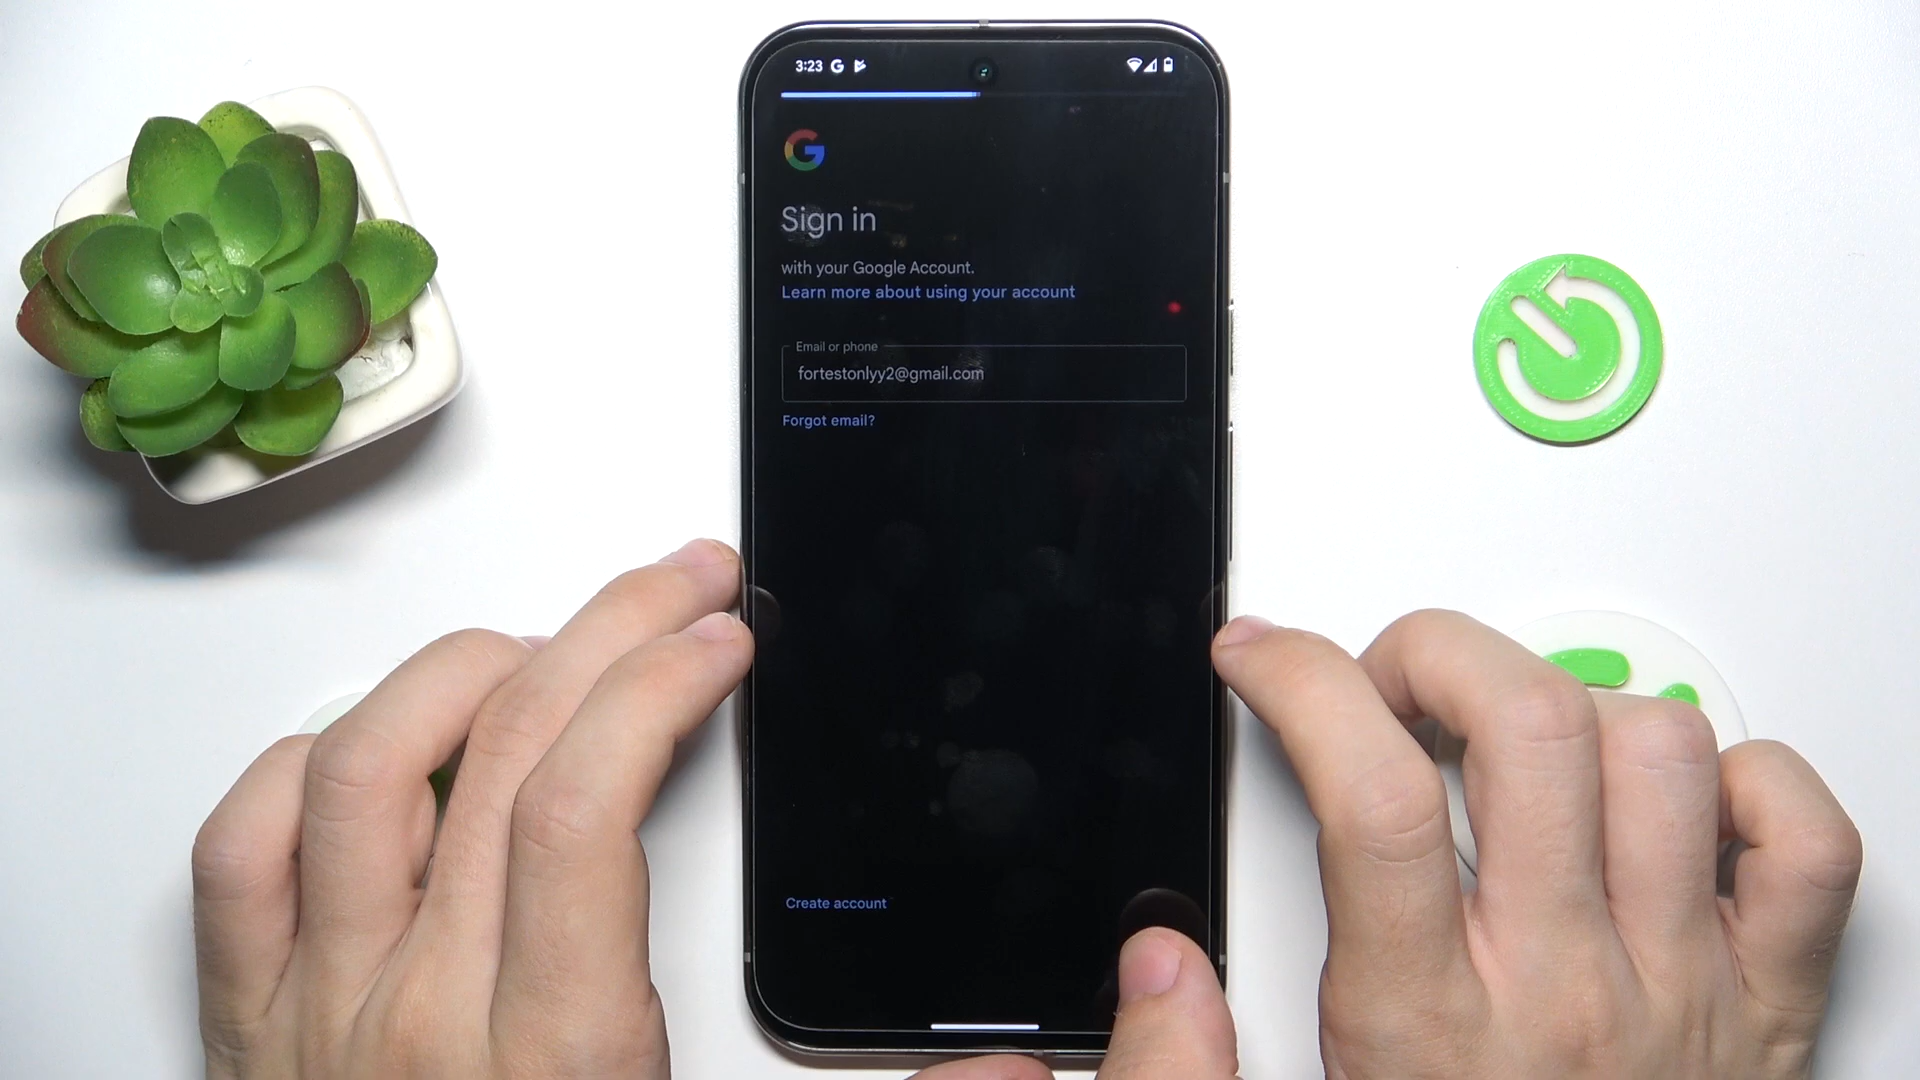 3:23
Sign in
with your Google Account.
Learn more about using your account
Email or phone
fortestonlyy2@gmail.com
Forgot email?
Create account